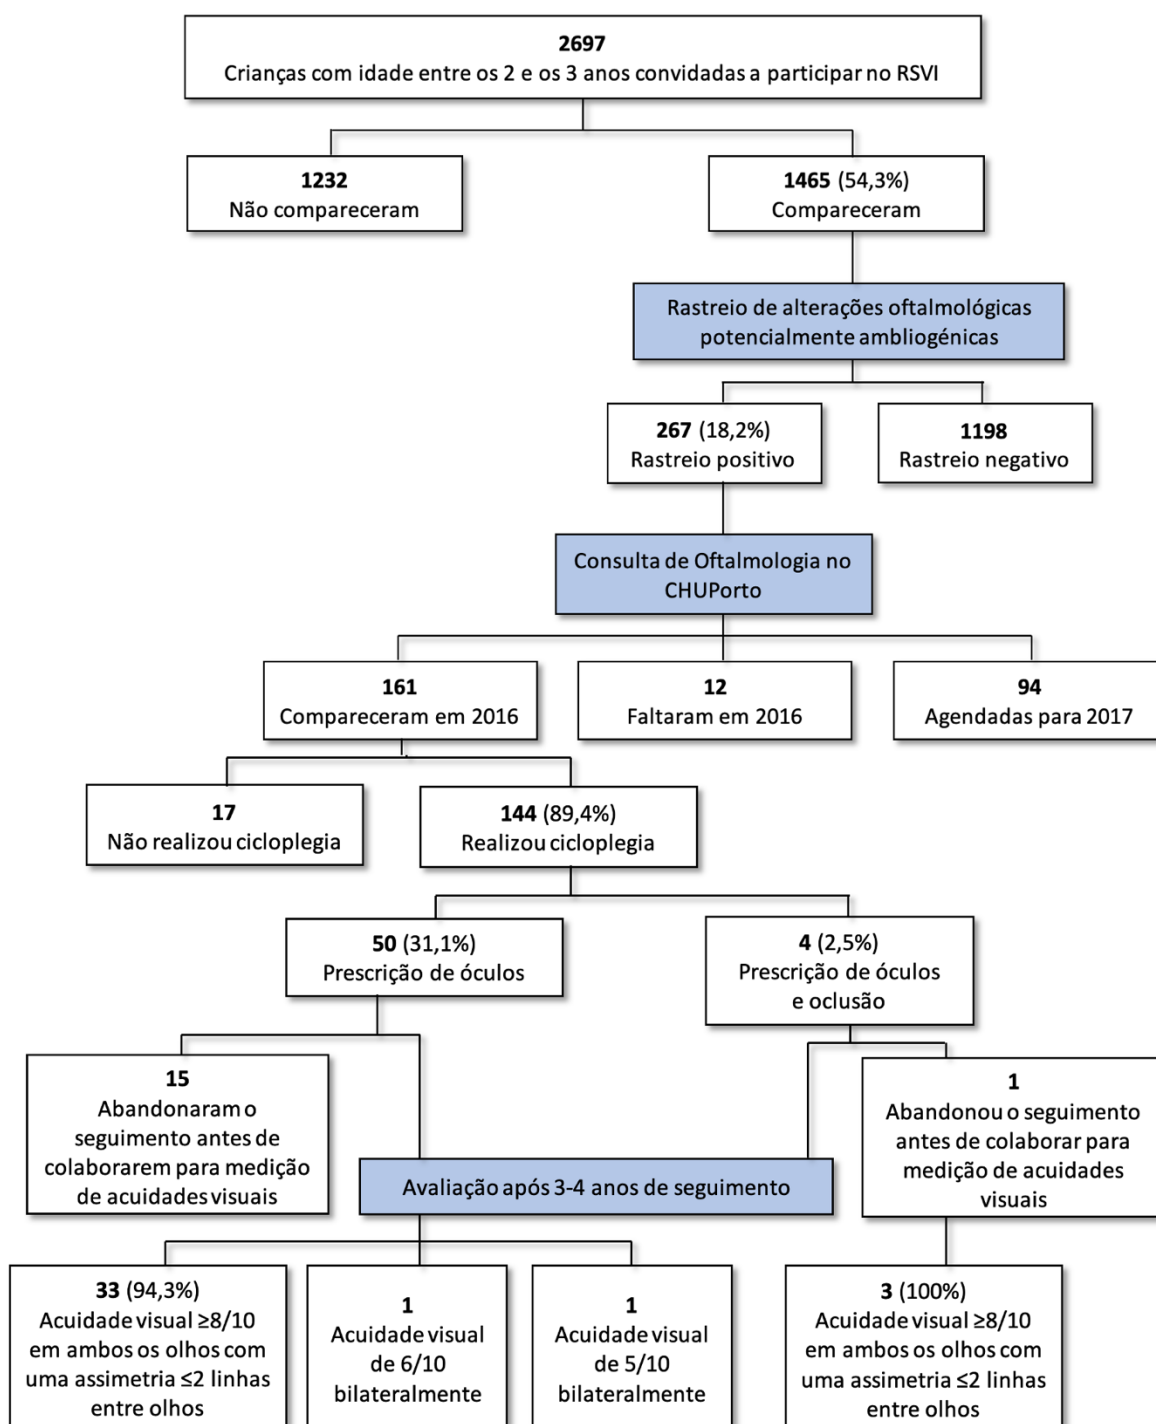 2697
Crianças com idade entre os 2 e os 3 anos convidadas a participar no RSVI
1232
Não compareceram
1465 (54,3%)
Compareceram
Rastreio de alterações oftalmológicas
potencialmente ambliogénicas
267 (18,2%)
Rastreio positivo
1198
Rastreio negativo
Consulta de Oftalmologia no
CHUPorto
161
Compareceram em 2016
12
Faltaram em 2016
94
Agendadas para 2017
17
Não realizou cicloplegia
144 (89,4%)
Realizou cicloplegia
50 (31,1%)
Prescrição de óculos
4 (2,5%)
Prescrição de óculos
e oclusão
15
Abandonaram o
seguimento antes de
colaborarem para medição
de acuidades visuais
1
Abandonou o seguimento
antes de colaborar para
medição de acuidades
visuais
Avaliação após 3-4 anos de seguimento
33 (94,3%)
Acuidade visual ≥8/10
em ambos os olhos com
uma assimetria ≤2 linhas
entre olhos
1
Acuidade visual
de 6/10
bilateralmente
1
Acuidade visual
de 5/10
bilateralmente
3 (100%)
Acuidade visual ≥8/10
em ambos os olhos com
uma assimetria ≤2 linhas
entre olhos